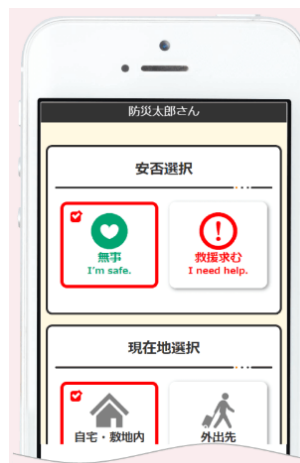 防災太郎さん
安否選択
無事
I'm safe.
救援求む
I need help.
現在地選択
自宅・敷地内
外出先